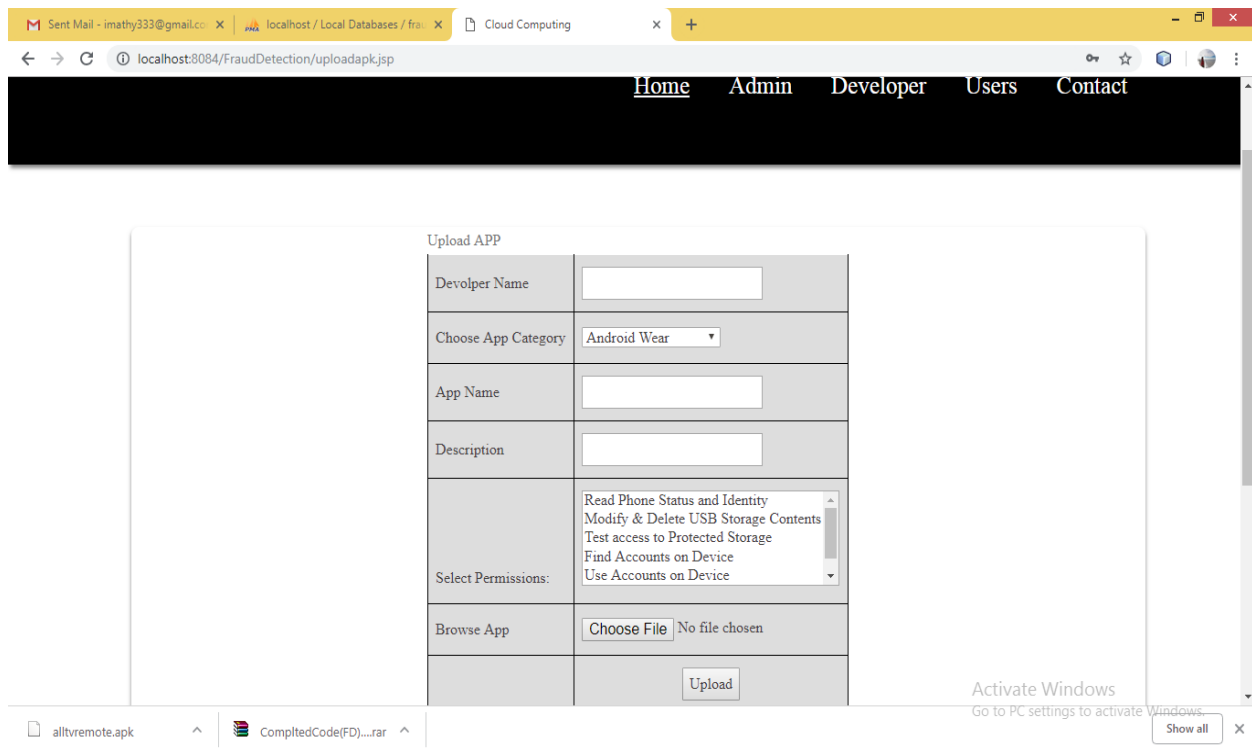 Sent Mail - imathy333@gmail.co
localhost / Local Databases / frau
Cloud Computing
localhost:8084/FraudDetection/uploadapk.jsp
Home Admin Developer Users Contact
Upload APP
Devolper Name
Choose App Category Android Wear
App Name
Description
Read Phone Status and Identity
Modify & Delete USB Storage Contents
Test access to Protected Storage
Find Accounts on Device
Use Accounts on Device
Select Permissions:
Browse App Choose File No file chosen
Upload
Activate Windows
Go to PC settings to activate Windows.
alltvremote.apk
CompltedCode(FD)....rar
Show all